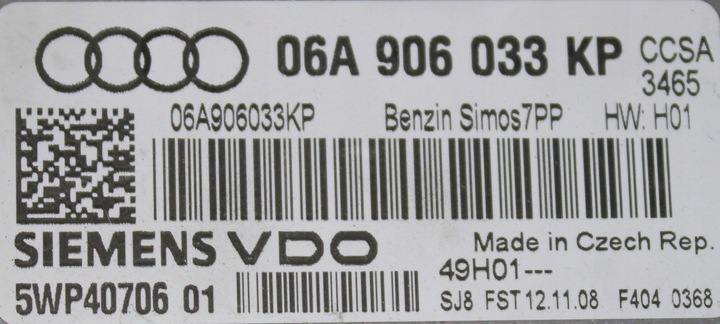 06A 906 033 KP CCSA
3465
06A906033KP Benzin Simos7PP HW: H01
SIEMENS VDO Made in Czech Rep.
49H01---
5WP40706 01 SJ8 FST 12.11.08 F404 0368